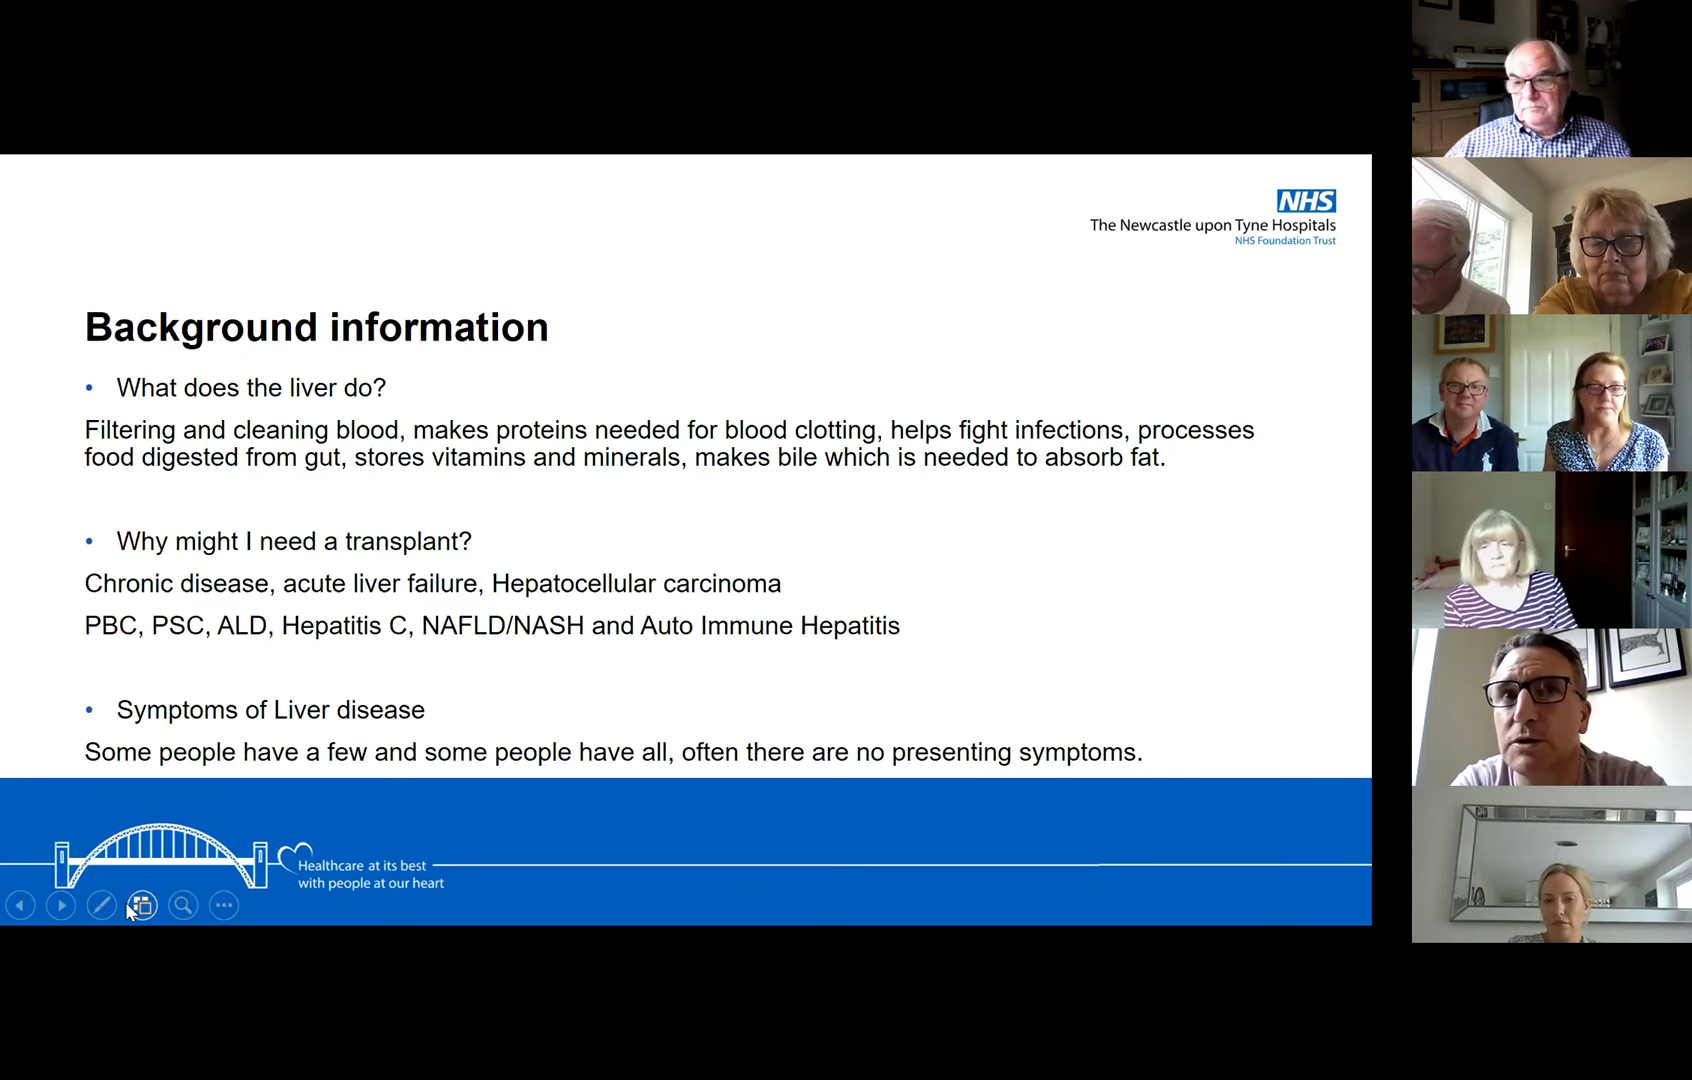 NHS
The Newcastle upon Tyne Hospitals
NHS Foundation Trust
Background information
• What does the liver do?
Filtering and cleaning blood, makes proteins needed for blood clotting, helps fight infections, processes
food digested from gut, stores vitamins and minerals, makes bile which is needed to absorb fat.
• Why might I need a transplant?
Chronic disease, acute liver failure, Hepatocellular carcinoma
PBC, PSC, ALD, Hepatitis C, NAFLD/NASH and Auto Immune Hepatitis
• Symptoms of Liver disease
Some people have a few and some people have all, often there are no presenting symptoms.
Healthcare at its best
with people at our heart